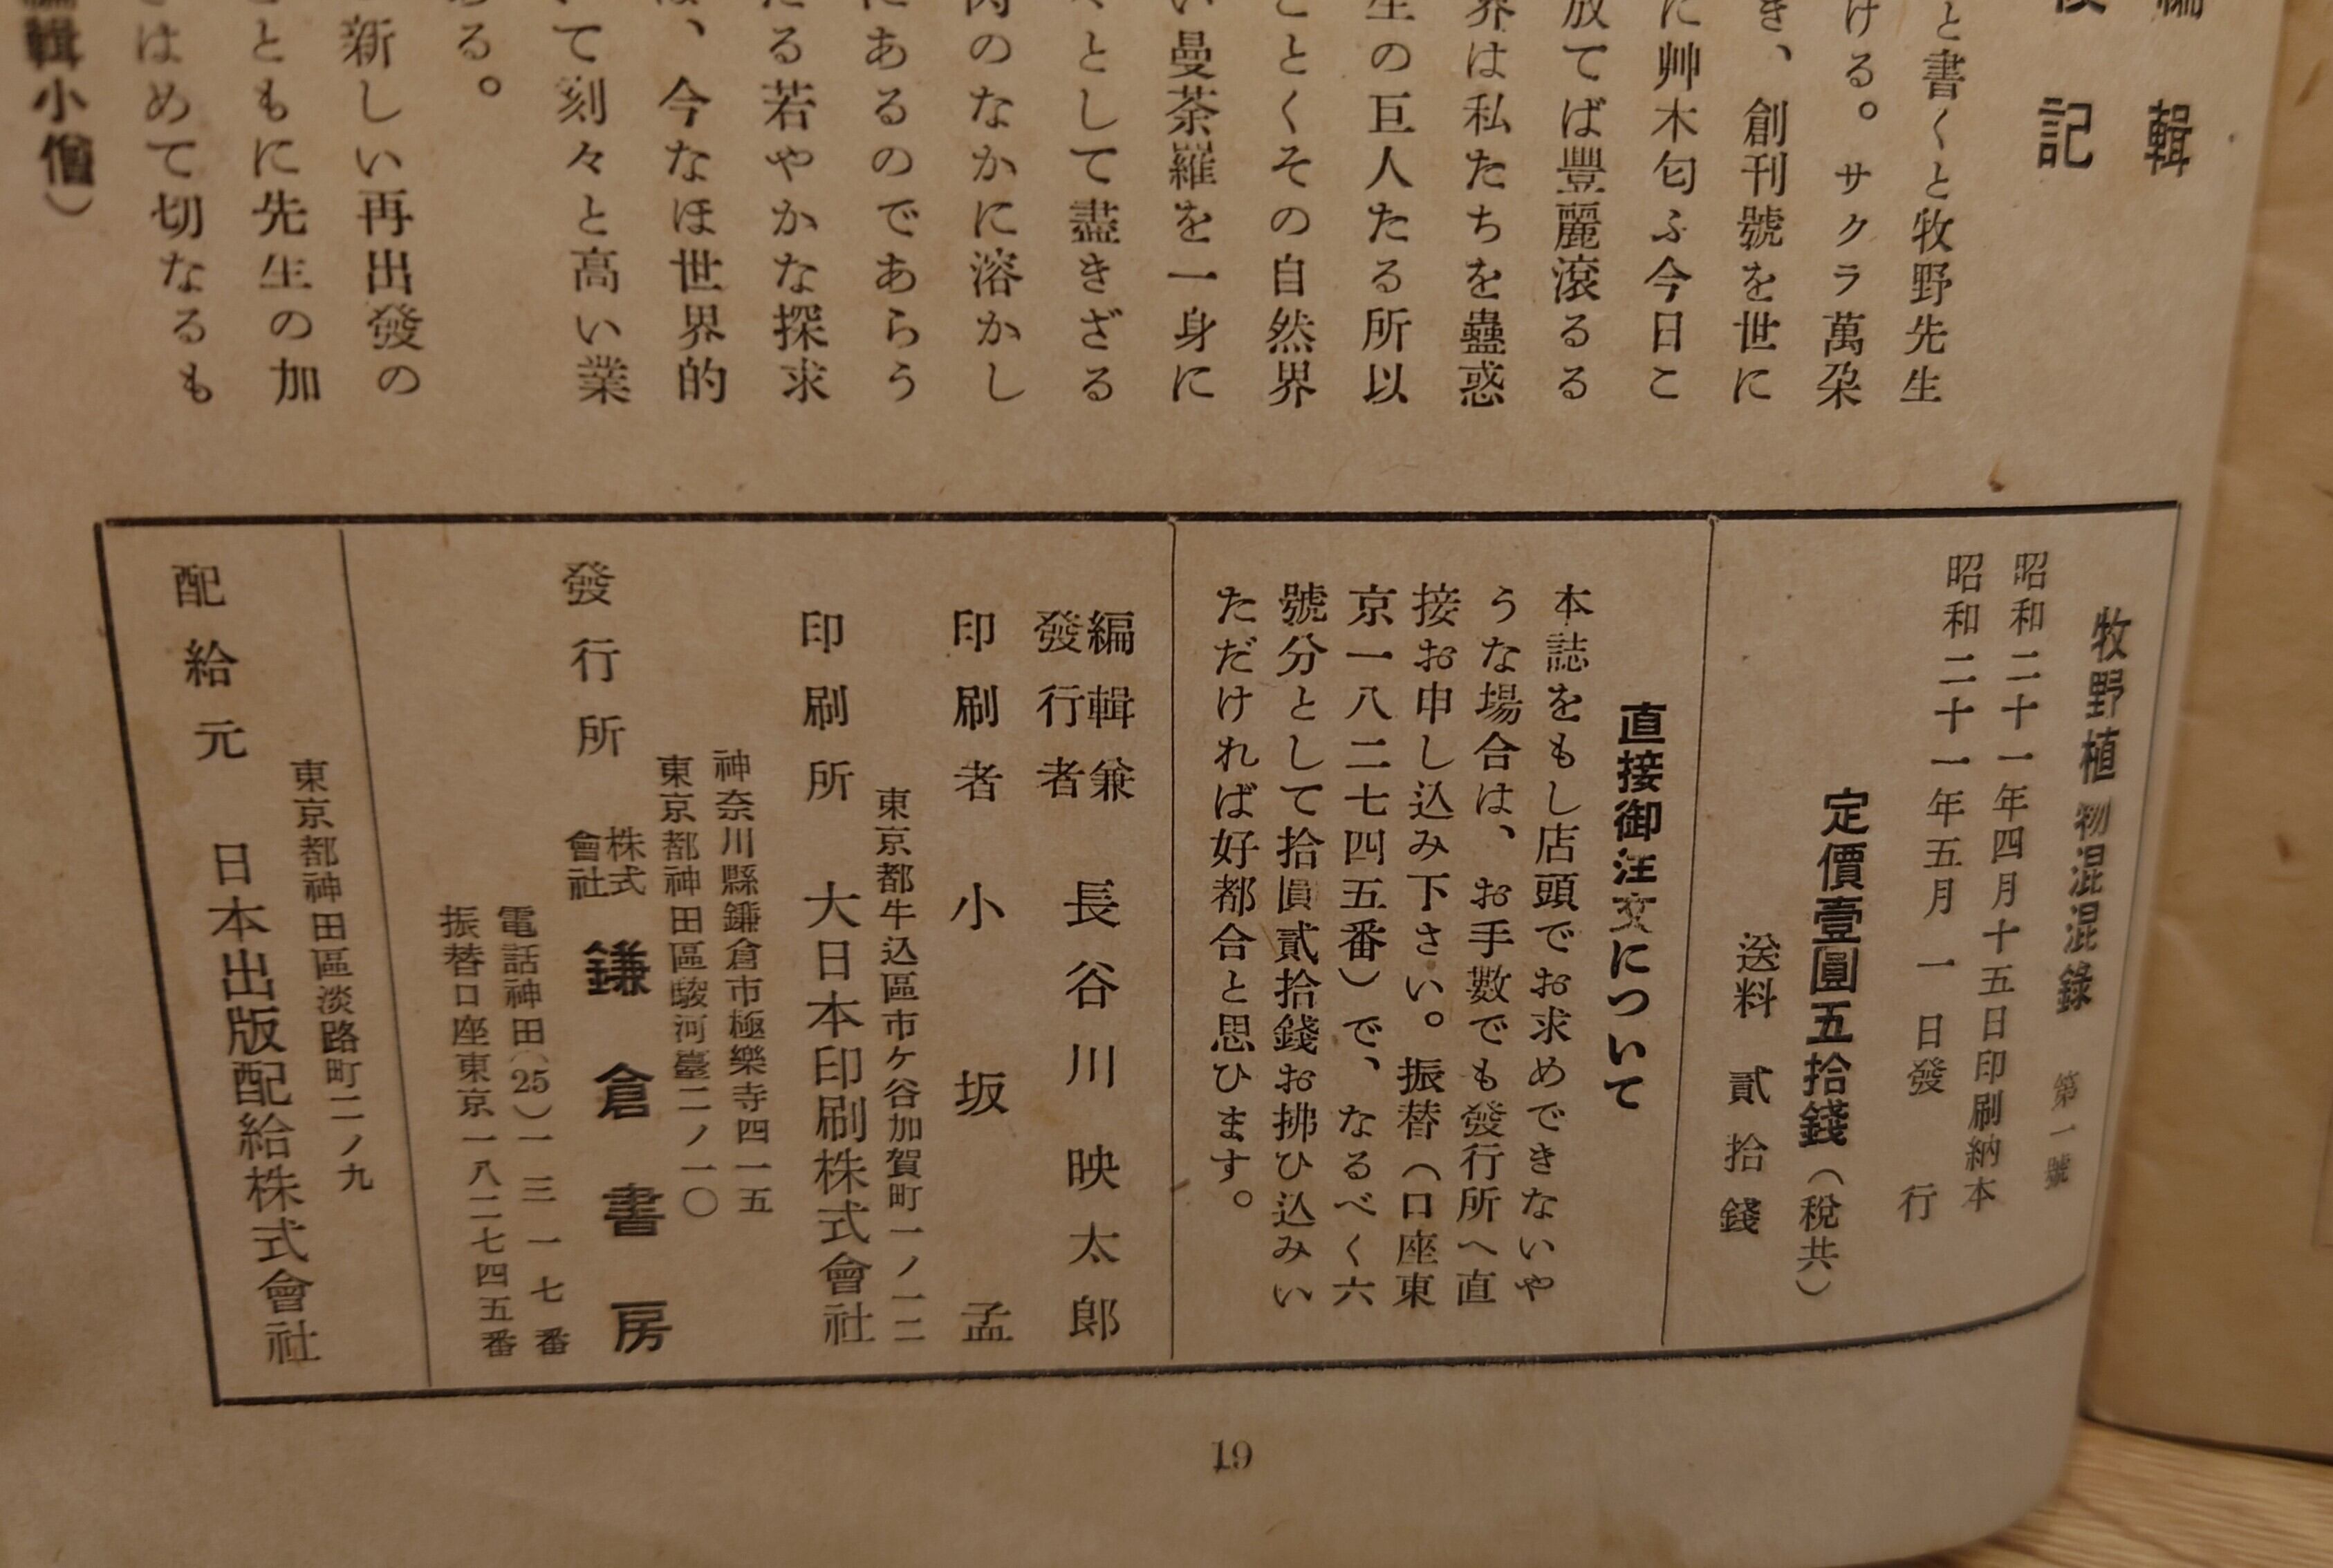 輯
記
と書くと牧野先生
ける。サクラ萬朶
き、創刊號を世に
に艸木匂ふ今日こ
放てば豐麗滾るる
界は私たちを蠱惑
生の巨人たる所以
ことくその自然界
い曼荼羅を一身に
々として盡きざる
のなかに溶かし
にあるのであらう
たる若やかな探求
、今なほ世界的
いて刻々と高い業
ある。
新しい再出發の
とともに先生の加
はめて切なるも
編輯小僧）
牧野植物混混錄 第一號
昭和二十一年四月十五日印刷納本
昭和二十一年五月一日發行
定價壹圓五拾錢（稅共）
送料 貳拾錢
直接御注文について
本誌をもし店頭でお求めできないや
うな場合は、お手數でも發行所へ直
接お申し込み下さい。振替（口座東
京一八二七四五番）で、なるべく六
號分として拾圓貳拾錢お拂ひ込みい
ただければ好都合と思ひます。
編輯兼
發行者 長谷川映太郎
印刷者 小坂孟
東京都牛込區市ケ谷加賀町一ノ一二
印刷所 大日本印刷株式會社
神奈川縣鎌倉市極樂寺四一五
東京都神田區駿河臺二ノ一〇
發行所 株式會社 鎌倉書房
電話神田（25）一三一七番
振替口座東京一八二七四五番
東京都神田區淡路町二ノ九
配給元 日本出版配給株式會社
19